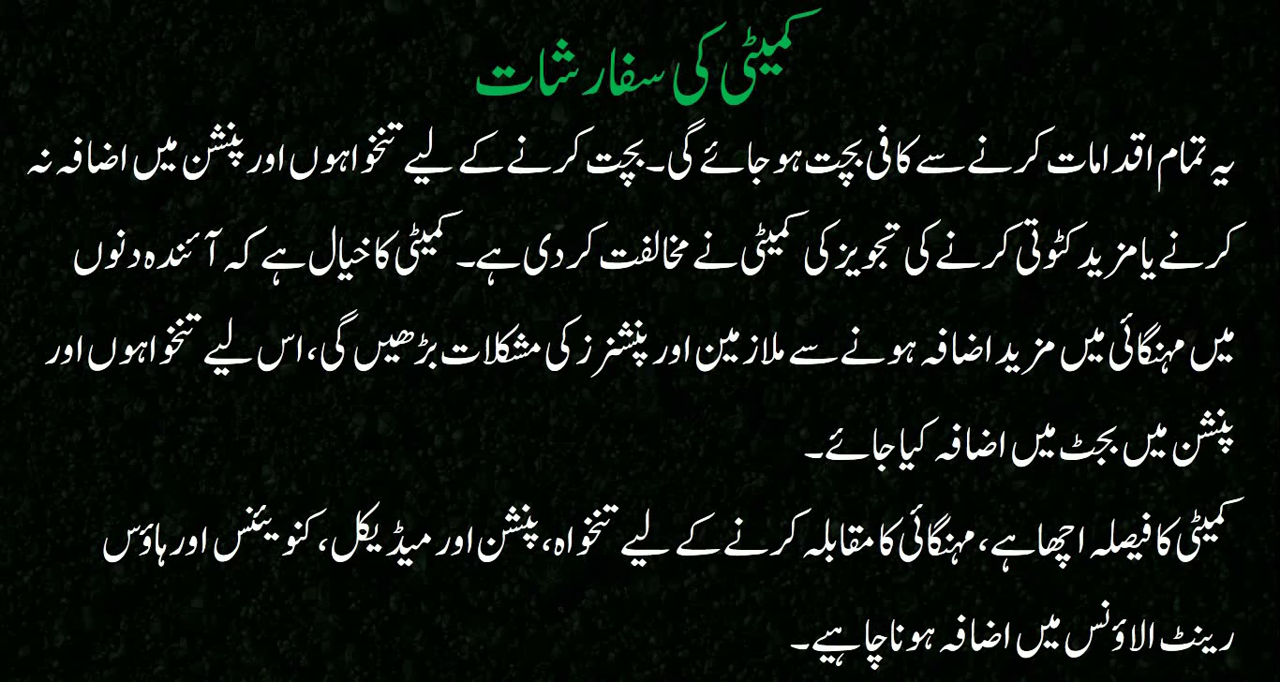 کمیٹی کی سفارشات
یہ تمام اقدامات کرنے سے کافی بچت ہو جائے گی۔ بچت کرنے کے لیے تنخواہوں اور پنشن میں اضافہ نہ
کرنے یا مزید کٹوتی کرنے کی تجویز کی کمیٹی نے مخالفت کر دی ہے۔ کمیٹی کا خیال ہے کہ آئندہ دنوں
میں مہنگائی میں مزید اضافہ ہونے سے ملازمین اور پنشنرز کی مشکلات بڑھیں گی، اس لیے تنخواہوں اور
پنشن میں بجٹ میں اضافہ کیا جائے۔
کمیٹی کا فیصلہ اچھا ہے، مہنگائی کا مقابلہ کرنے کے لیے تنخواہ، پنشن اور میڈیکل، کنویئنس اور ہاؤس
رینٹ الاؤنس میں اضافہ ہونا چاہیے۔